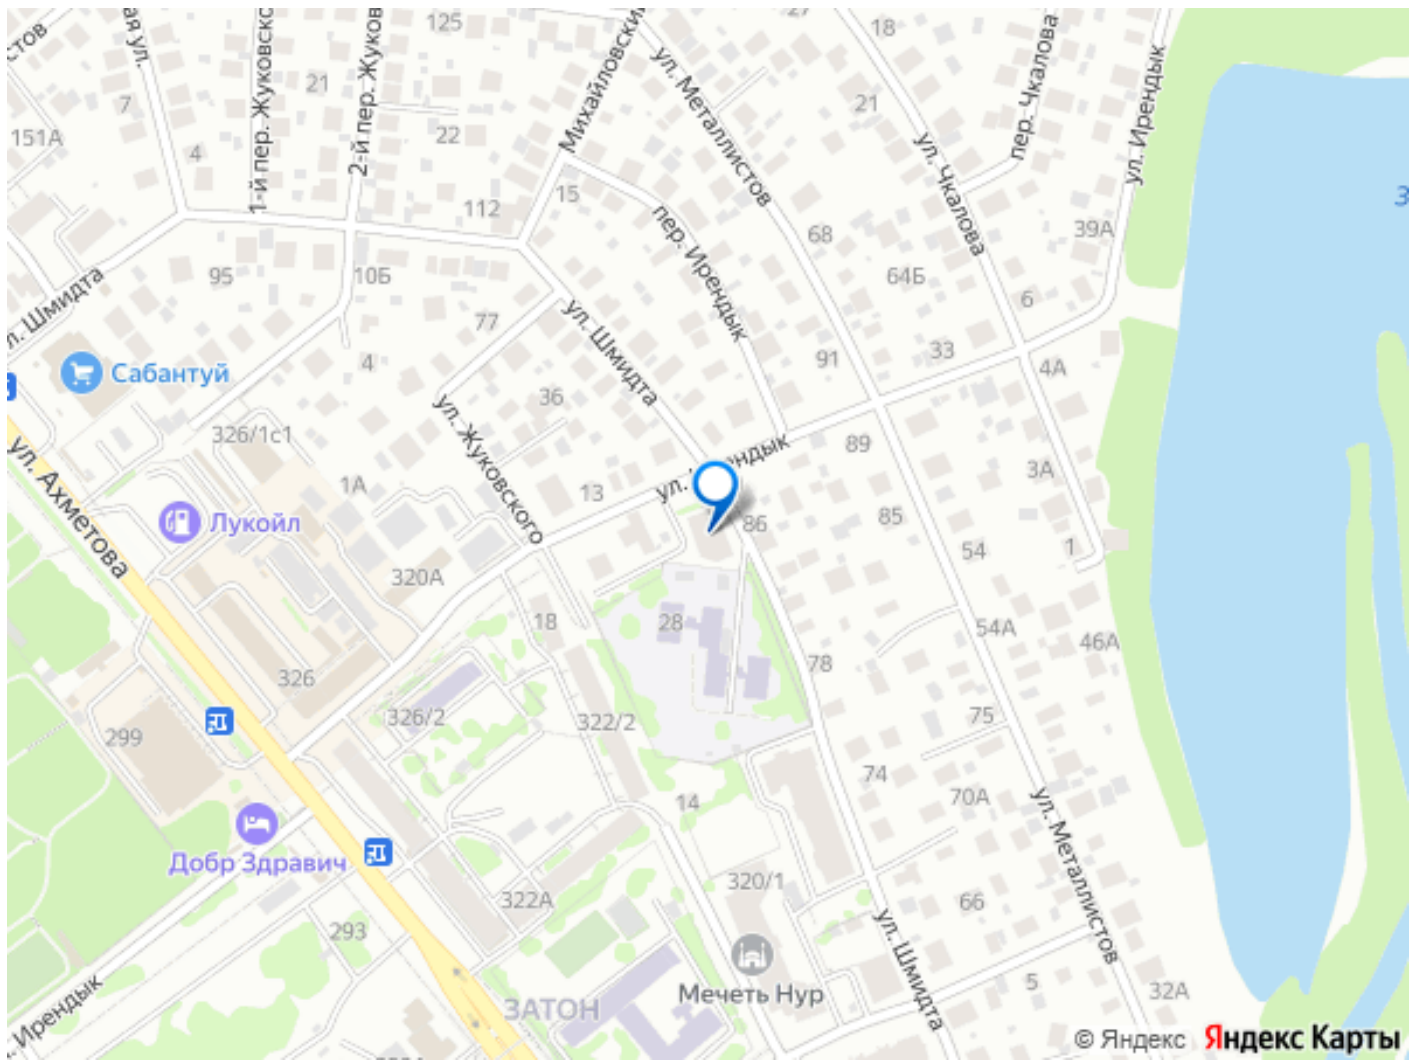 125
27
18
ул. Металлистов
пер. Чкалова
ул. Ирендык
21
21
7
1-й пер. Жуковско
2-й пер. Жуков
Михайловский
151А
4
22
ул. Чкалова
15
112
пер. Ирендык
68
39А
95
10Б
64Б
6
ул. Шмидта
77
ул. Шмидта
91
33
4А
Сабантуй
4
36
ул. Жуковского
326/1с1
ул. Ахметова
89
3А
1А
13
Лукойл
86
85
54
1
320А
18
28
54А
46А
78
326
326/2
322/2
75
299
74
70А
14
ул. Металлистов
Добр Здравич
322А
320/1
66
293
ул. Шмидта
Мечеть Нур
ЗАТОН
Ирендык
5
32А
© Яндекс Яндекс Карты